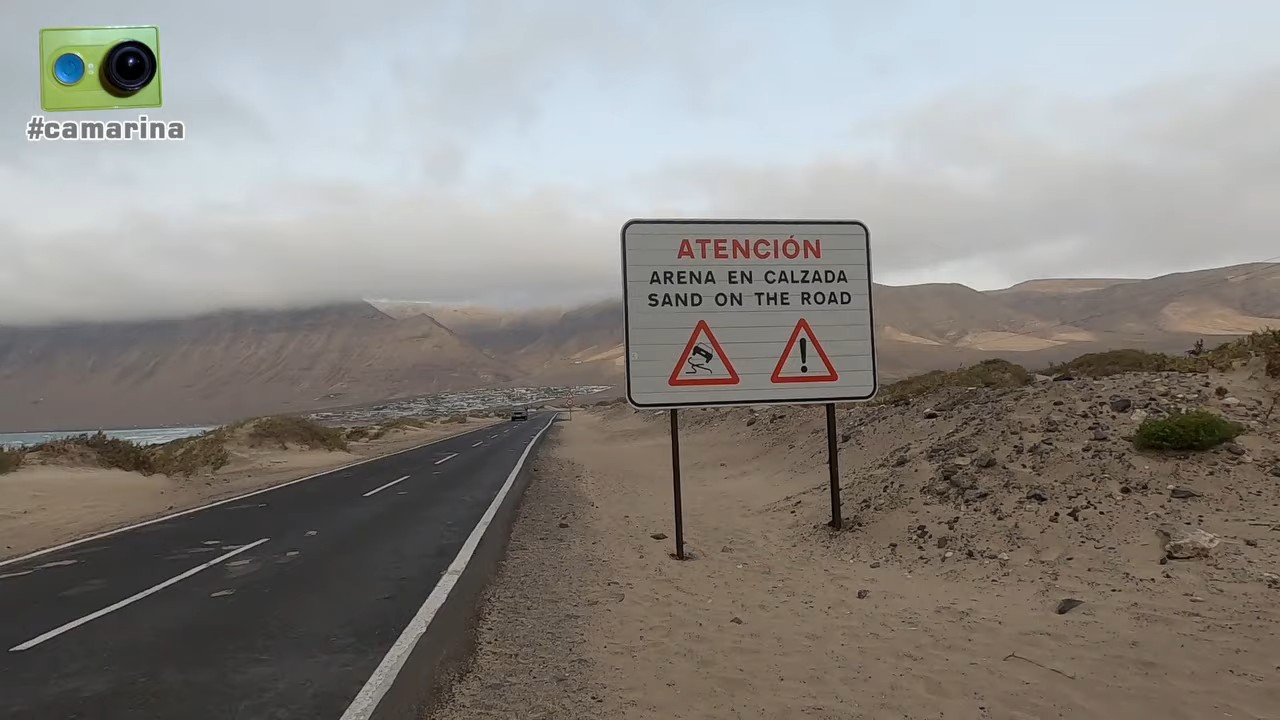 #camarina
ATENCIÓN
ARENA EN CALZADA
SAND ON THE ROAD
!